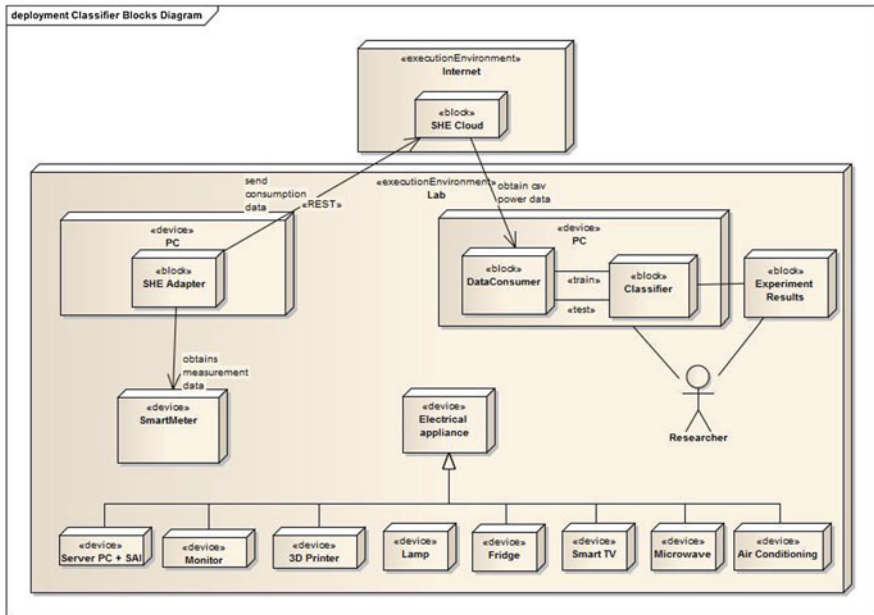 deployment Classifier Blocks Diagram
«executionEnvironment»
Internet
«block»
SHE Cloud
«executionEnvironment»
Lab
send
consumption
data
«REST»
obtain csv
power data
«device»
PC
«block»
SHE Adapter
«device»
PC
«block»
DataConsumer
«train»
«test»
«block»
Classifier
«block»
Experiment
Results
obtains
measurement
data
«device»
SmartMeter
«device»
Electrical
appliance
Researcher
«device»
Server PC + SAI
«device»
Monitor
«device»
3D Printer
«device»
Lamp
«device»
Fridge
«device»
Smart TV
«device»
Microwave
«device»
Air Conditioning